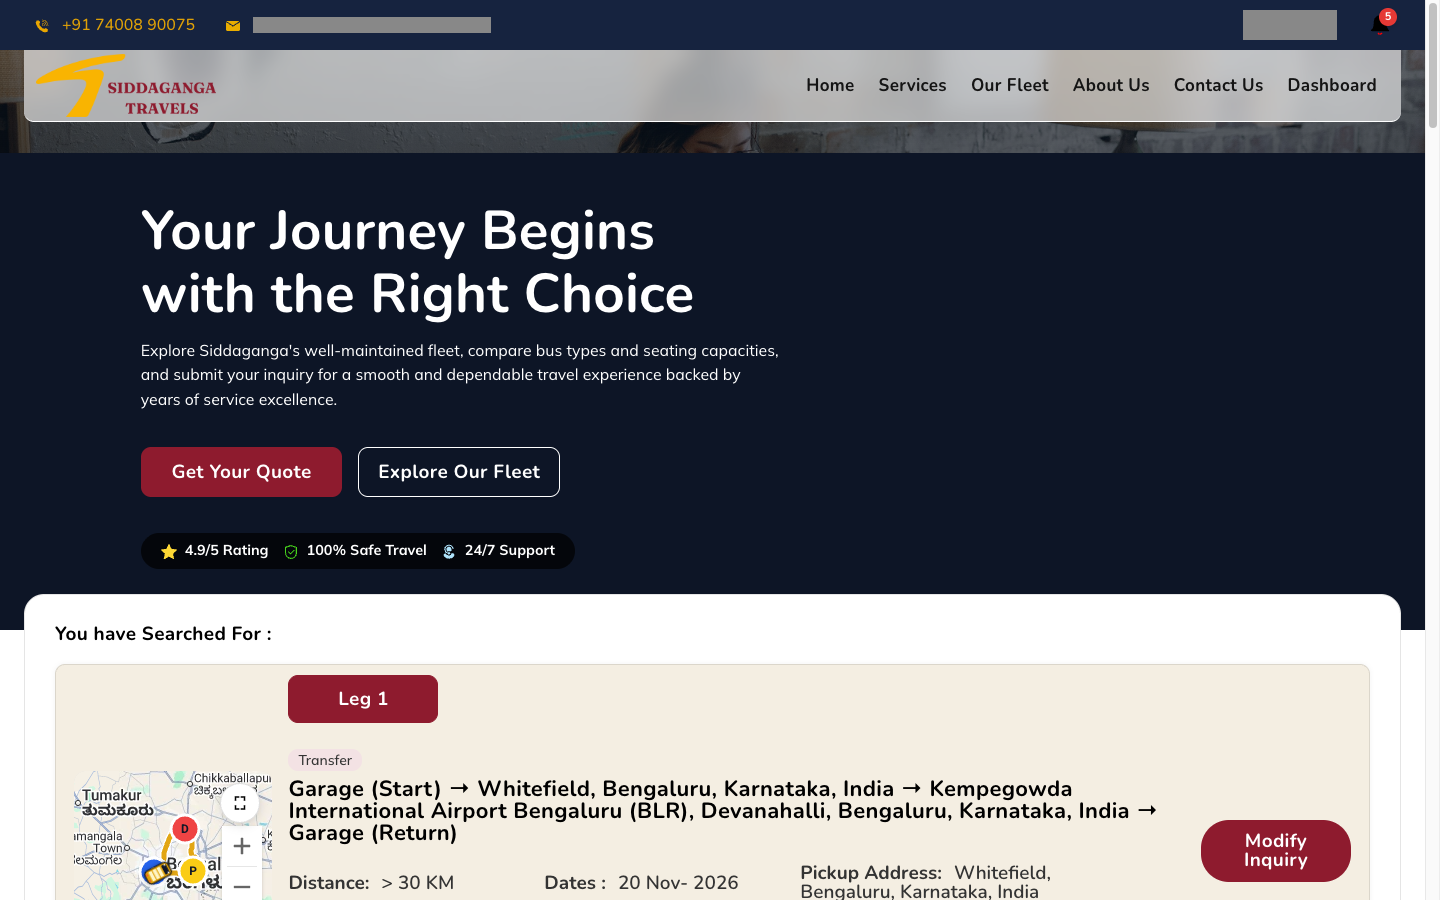 +91 74008 90075
5
SIDDAGANGA
TRAVELS
Home Services Our Fleet About Us Contact Us Dashboard
Your Journey Begins
with the Right Choice
Explore Siddaganga's well-maintained fleet, compare bus types and seating capacities,
and submit your inquiry for a smooth and dependable travel experience backed by
years of service excellence.
Get Your Quote Explore Our Fleet
4.9/5 Rating 100% Safe Travel 24/7 Support
You have Searched For :
Leg 1
Transfer
Garage (Start) → Whitefield, Bengaluru, Karnataka, India → Kempegowda
International Airport Bengaluru (BLR), Devanahalli, Bengaluru, Karnataka, India →
Garage (Return)
Distance: > 30 KM
Dates : 20 Nov- 2026
Pickup Address: Whitefield,
Bengaluru, Karnataka, India
Modify
Inquiry
Chikkaballapur
Tumakur
ತುಮಕೂರು
D
amangala
Town
P